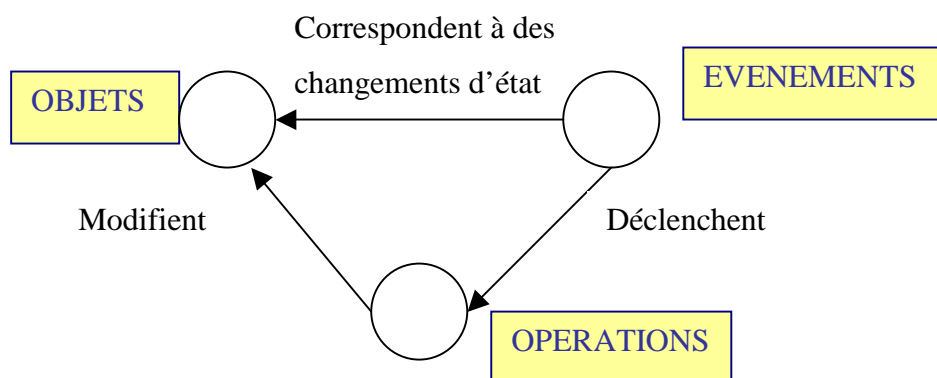 Correspondent à des
changements d'état
EVENEMENTS
OBJETS
Modifient
Déclenchent
OPERATIONS